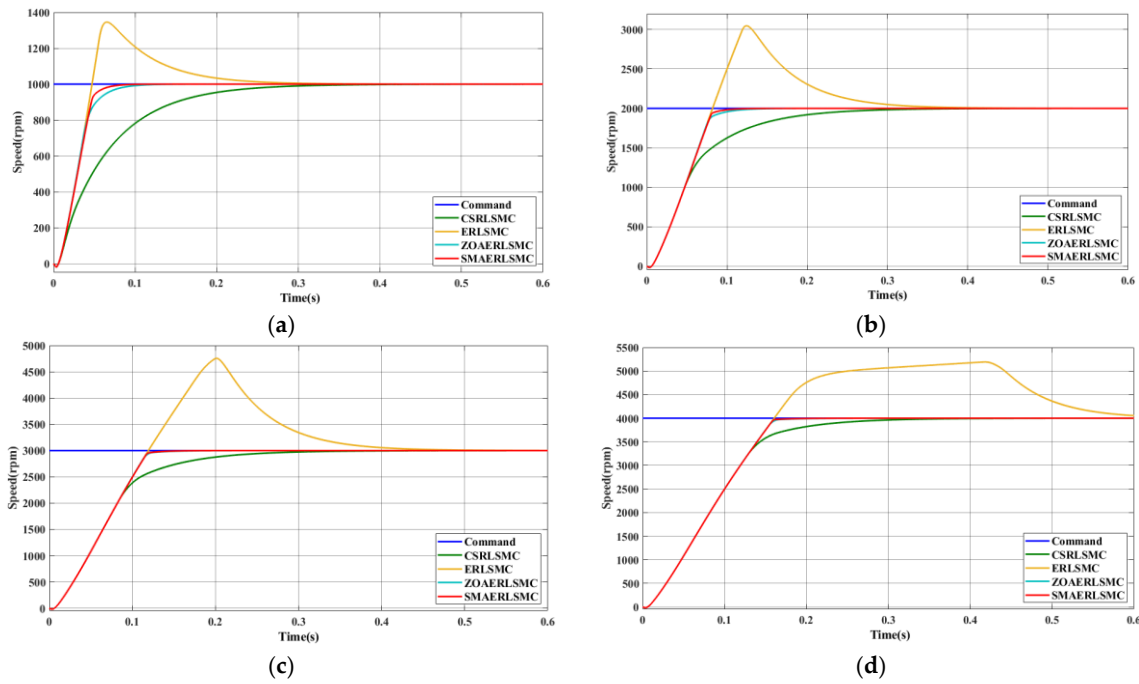 1400
1200
1000
800
600
400
200
0
Speed(rpm)
0 0.1 0.2 0.3 0.4 0.5 0.6
Time(s)
Command
CSRLSMC
ERLSMC
ZOAERLSMC
SMAERLSMC
(a)
3000
2500
2000
1500
1000
500
0
Speed(rpm)
0 0.1 0.2 0.3 0.4 0.5 0.6
Time(s)
Command
CSRLSMC
ERLSMC
ZOAERLSMC
SMAERLSMC
(b)
5000
4500
4000
3500
3000
2500
2000
1500
1000
500
0
Speed(rpm)
0 0.1 0.2 0.3 0.4 0.5 0.6
Time(s)
Command
CSRLSMC
ERLSMC
ZOAERLSMC
SMAERLSMC
(c)
5500
5000
4500
4000
3500
3000
2500
2000
1500
1000
500
0
Speed(rpm)
0 0.1 0.2 0.3 0.4 0.5 0.6
Time(s)
Command
CSRLSMC
ERLSMC
ZOAERLSMC
SMAERLSMC
(d)